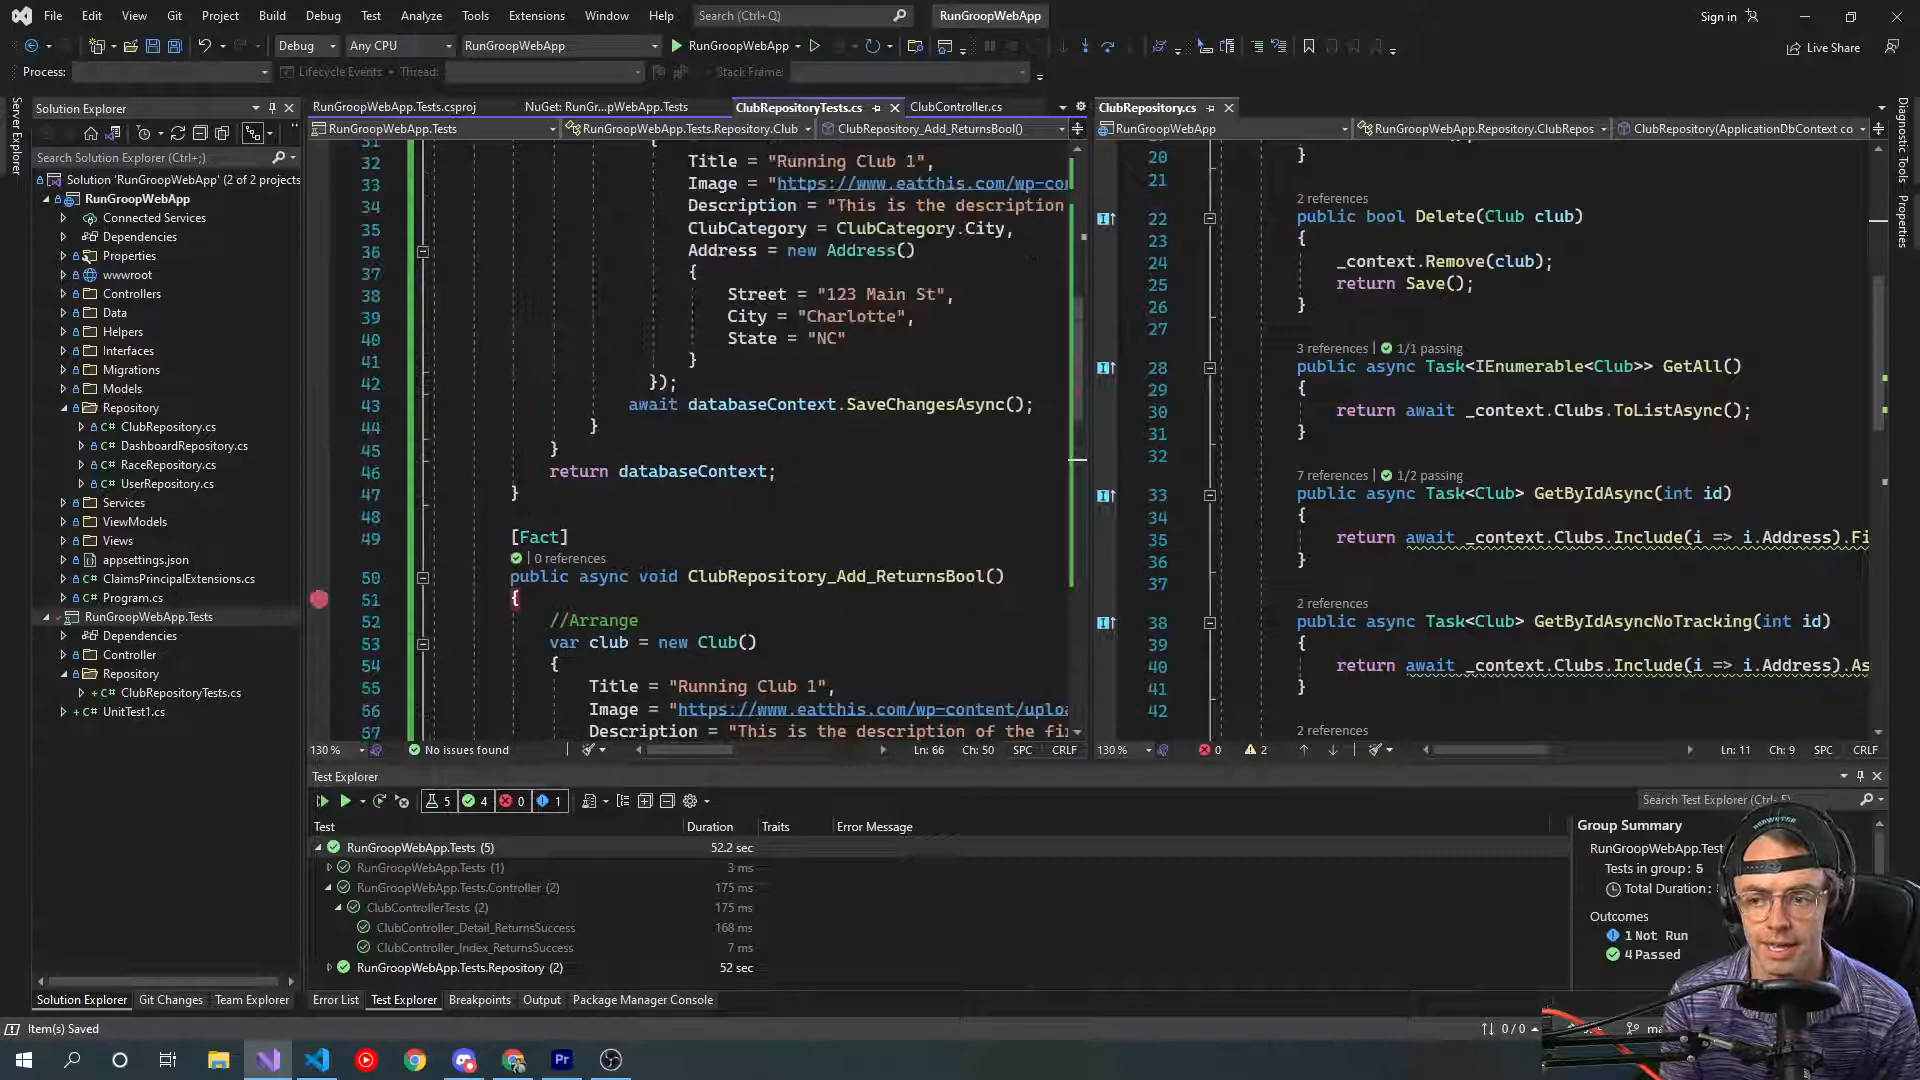 File Edit View Git Project Build Debug Test Analyze Tools Extensions Window Help Search (Ctrl+Q) RunGroopWebApp Sign in
Debug Any CPU RunGroopWebApp RunGroopWebApp Live Share
Process: Lifecycle Events Thread: Stack Frame:
Server Explorer
Solution Explorer
Search Solution Explorer (Ctrl+;)
Solution 'RunGroopWebApp' (2 of 2 projects
RunGroopWebApp
Connected Services
Dependencies
Properties
wwwroot
Controllers
Data
Helpers
Interfaces
Migrations
Models
Repository
C# ClubRepository.cs
C# DashboardRepository.cs
C# RaceRepository.cs
C# UserRepository.cs
Services
ViewModels
Views
appsettings.json
C# ClaimsPrincipalExtensions.cs
C# Program.cs
RunGroopWebApp.Tests
Dependencies
Controller
Repository
+ C# ClubRepositoryTests.cs
+ C# UnitTest1.cs
Solution Explorer Git Changes Team Explorer
RunGroopWebApp.Tests.csproj NuGet: RunGr...pWebApp.Tests ClubRepositoryTests.cs ClubController.cs
RunGroopWebApp.Tests RunGroopWebApp.Tests.Repository.Club ClubRepository_Add_ReturnsBool()
31 {
32 Title = "Running Club 1",
33 Image = "https://www.eatthis.com/wp-co
34 Description = "This is the description
35 ClubCategory = ClubCategory.City,
36 Address = new Address()
37 {
38 Street = "123 Main St",
39 City = "Charlotte",
40 State = "NC"
41 }
42 });
43 await databaseContext.SaveChangesAsync();
44 }
45 }
46 return databaseContext;
47 }
48
49 [Fact]
0 references
50 public async void ClubRepository_Add_ReturnsBool()
51 {
52 //Arrange
53 var club = new Club()
54 {
55 Title = "Running Club 1",
56 Image = "https://www.eatthis.com/wp-content/uploa
57 Description = "This is the description of the fi
130 % No issues found Ln: 66 Ch: 50 SPC CRLF
ClubRepository.cs
RunGroopWebApp RunGroopWebApp.Repository.ClubRepos ClubRepository(ApplicationDbContext co
20 }
21
2 references
22 public bool Delete(Club club)
23 {
24 _context.Remove(club);
25 return Save();
26 }
27
3 references | 1/1 passing
28 public async Task<IEnumerable<Club>> GetAll()
29 {
30 return await _context.Clubs.ToListAsync();
31 }
32
7 references | 1/2 passing
33 public async Task<Club> GetByIdAsync(int id)
34 {
35 return await _context.Clubs.Include(i => i.Address).Fi
36 }
37
2 references
38 public async Task<Club> GetByIdAsyncNoTracking(int id)
39 {
40 return await _context.Clubs.Include(i => i.Address).As
41 }
42
2 references
130 % 0 2 Ln: 11 Ch: 9 SPC CRLF
Diagnostic Tools
Properties
Test Explorer
5 4 0 1 Search Test Explorer
Test Duration Traits Error Message
RunGroopWebApp.Tests (5) 52.2 sec
RunGroopWebApp.Tests (1) 3 ms
RunGroopWebApp.Tests.Controller (2) 175 ms
ClubControllerTests (2) 175 ms
ClubController_Detail_ReturnsSuccess 168 ms
ClubController_Index_ReturnsSuccess 7 ms
RunGroopWebApp.Tests.Repository (2) 52 sec
Group Summary
RunGroopWebApp.Test
Tests in group: 5
Total Duration:
Outcomes
1 Not Run
4 Passed
Error List Test Explorer Breakpoints Output Package Manager Console
Item(s) Saved 0 / 0
Pr